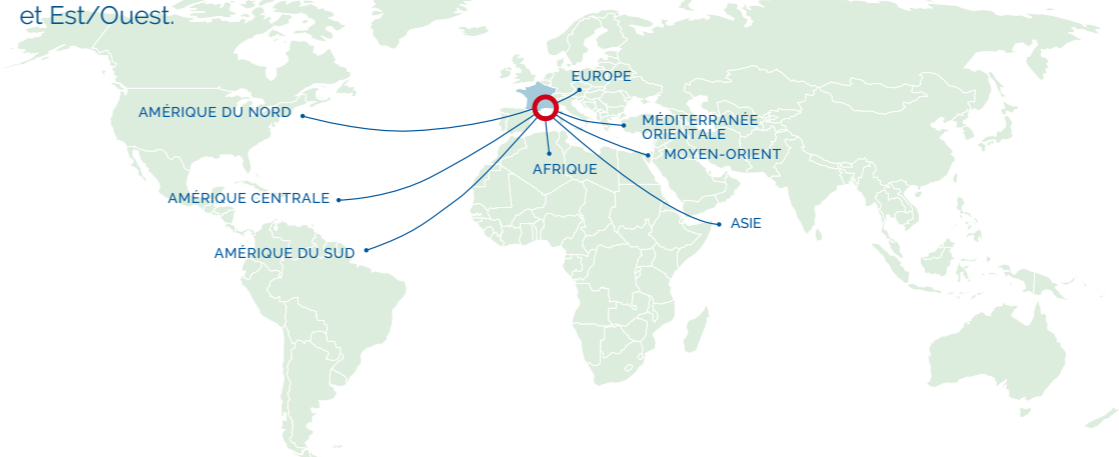 et Est/Ouest.
EUROPE
AMÉRIQUE DU NORD
MÉDITERRANÉE
ORIENTALE
MOYEN-ORIENT
AFRIQUE
AMÉRIQUE CENTRALE
ASIE
AMÉRIQUE DU SUD